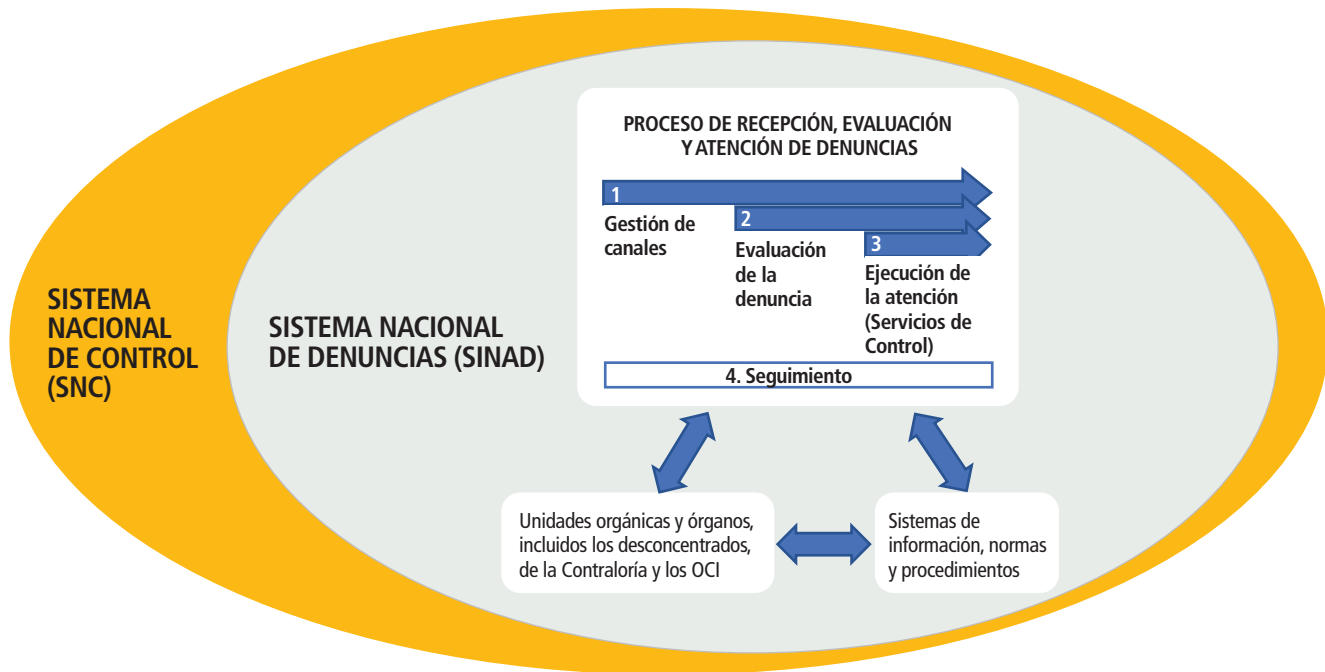 SISTEMA
NACIONAL
DE CONTROL
(SNC)
SISTEMA NACIONAL
DE DENUNCIAS (SINAD)
PROCESO DE RECEPCIÓN, EVALUACIÓN
Y ATENCIÓN DE DENUNCIAS
1
Gestión de
canales
2
Evaluación
de la
denuncia
3
Ejecución de
la atención
(Servicios de
Control)
4. Seguimiento
Unidades orgánicas y órganos,
incluidos los desconcentrados,
de la Contraloría y los OCI
Sistemas de
información, normas
y procedimientos